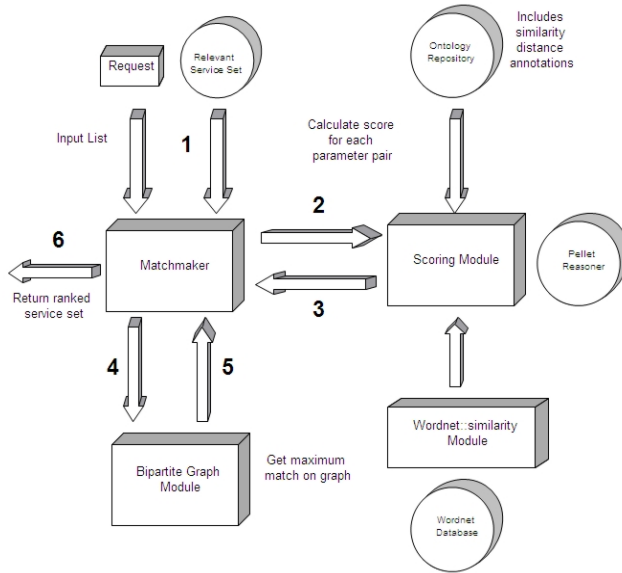 Request
Relevant
Service Set
Ontology
Repository
Includes
similarity
distance
annotations
Input List
1
Calculate score
for each
parameter pair
2
6
Matchmaker
Scoring Module
Pellet
Reasoner
Return ranked
service set
3
4
5
Bipartite Graph
Module
Get maximum
match on graph
Wordnet::similarity
Module
Wordnet
Database